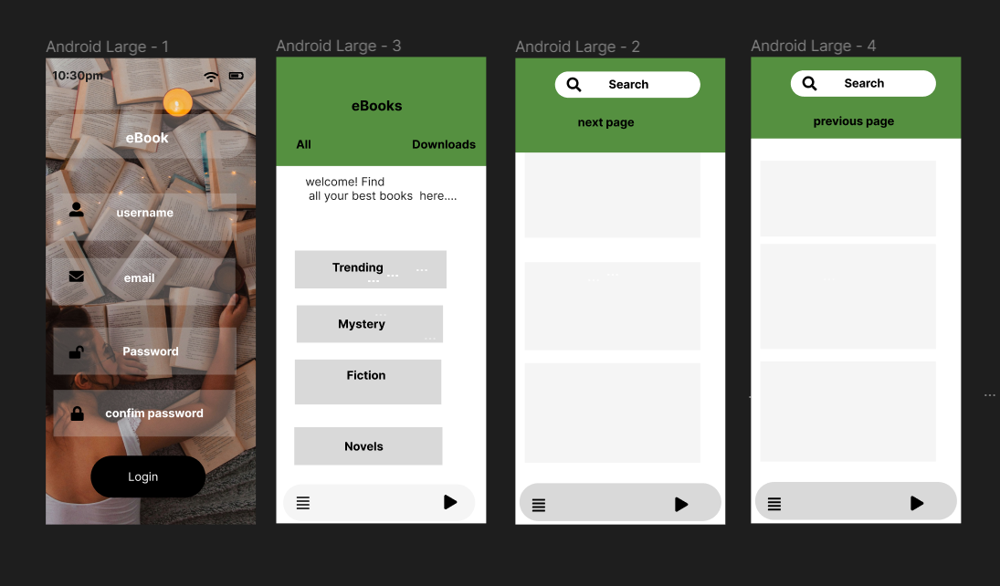 Android Large - 1
10:30pm
eBook
username
email
Password
confim password
Login
Android Large - 3
eBooks
All
Downloads
welcome! Find
all your best books  here....
Trending
...
...
...
Mystery
...
...
Fiction
Novels
Android Large - 2
Search
next page
...
Android Large - 4
Search
previous page
...